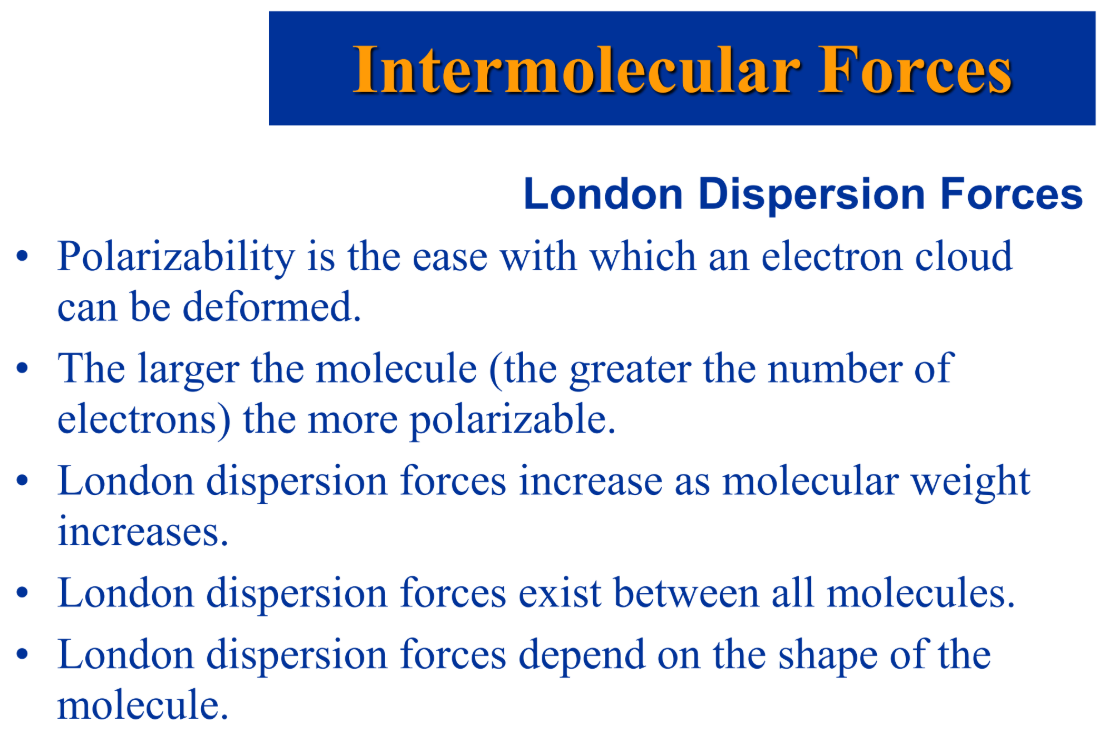 Intermolecular Forces
London Dispersion Forces
• Polarizability is the ease with which an electron cloud
can be deformed.
• The larger the molecule (the greater the number of
electrons) the more polarizable.
• London dispersion forces increase as molecular weight
increases.
• London dispersion forces exist between all molecules.
• London dispersion forces depend on the shape of the
molecule.